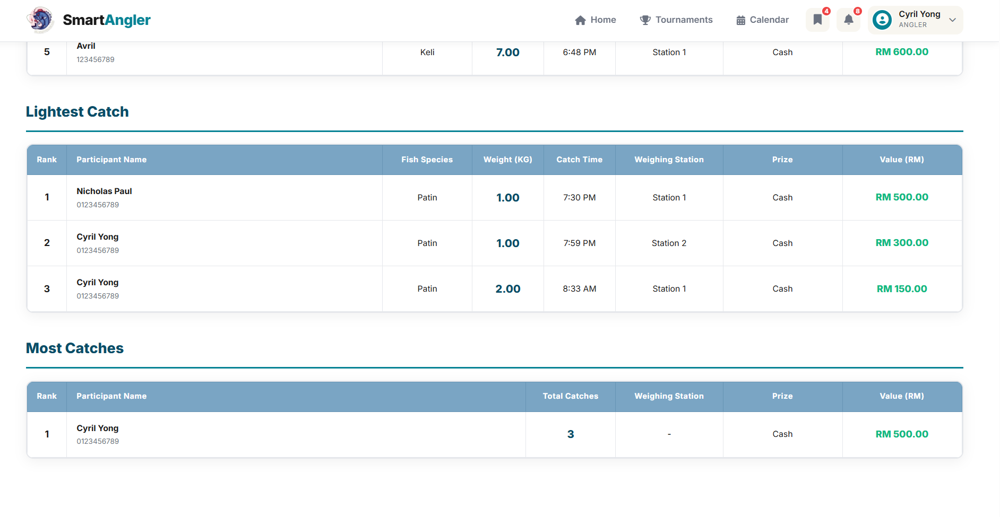 SmartAngler
Home
Tournaments
Calendar
4
8
Cyril Yong
ANGLER
5
Avril
123456789
Keli
7.00
6:48 PM
Station 1
Cash
RM 600.00
Lightest Catch
Rank
Participant Name
Fish Species
Weight (KG)
Catch Time
Weighing Station
Prize
Value (RM)
1
Nicholas Paul
0123456789
Patin
1.00
7:30 PM
Station 1
Cash
RM 500.00
2
Cyril Yong
0123456789
Patin
1.00
7:59 PM
Station 2
Cash
RM 300.00
3
Cyril Yong
0123456789
Patin
2.00
8:33 AM
Station 1
Cash
RM 150.00
Most Catches
Rank
Participant Name
Total Catches
Weighing Station
Prize
Value (RM)
1
Cyril Yong
0123456789
3
-
Cash
RM 500.00